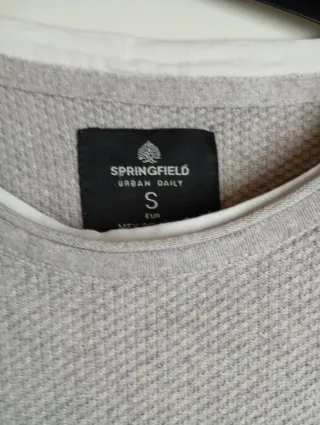 SPRINGFIELD
URBAN DAILY
S
EUR